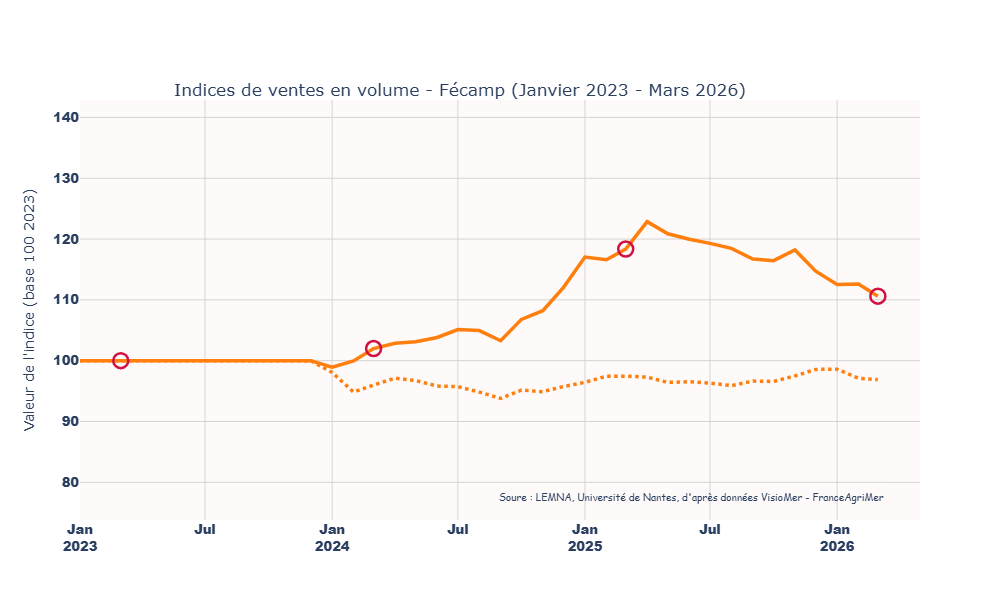 Indices de ventes en volume - Fécamp (Janvier 2023 - Mars 2026)
Valeur de l'indice (base 100 2023)
140
130
120
110
100
90
80
Soure : LEMNA, Université de Nantes, d'après données VisioMer - FranceAgriMer
Jan Jul Jan Jul Jan Jul Jan
2023 2024 2025 2026